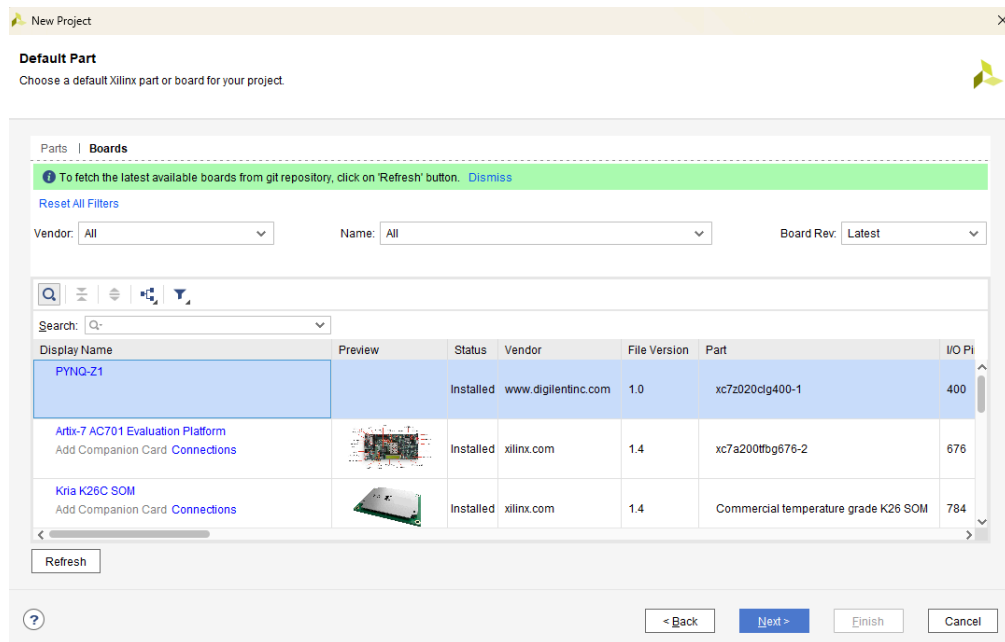 New Project
Default Part
Choose a default Xilinx part or board for your project.
Parts | Boards
To fetch the latest available boards from git repository, click on 'Refresh' button. Dismiss
Reset All Filters
Vendor: All Name: All Board Rev: Latest
Search: Q
Display Name Preview Status Vendor File Version Part I/O Pi
PYNQ-Z1 Installed www.digilentinc.com 1.0 xc7z020clg400-1 400
Artix-7 AC701 Evaluation Platform
Add Companion Card Connections Installed xilinx.com 1.4 xc7a200tfbg676-2 676
Kria K26C SOM
Add Companion Card Connections Installed xilinx.com 1.4 Commercial temperature grade K26 SOM 784
Refresh
? < Back Next > Finish Cancel